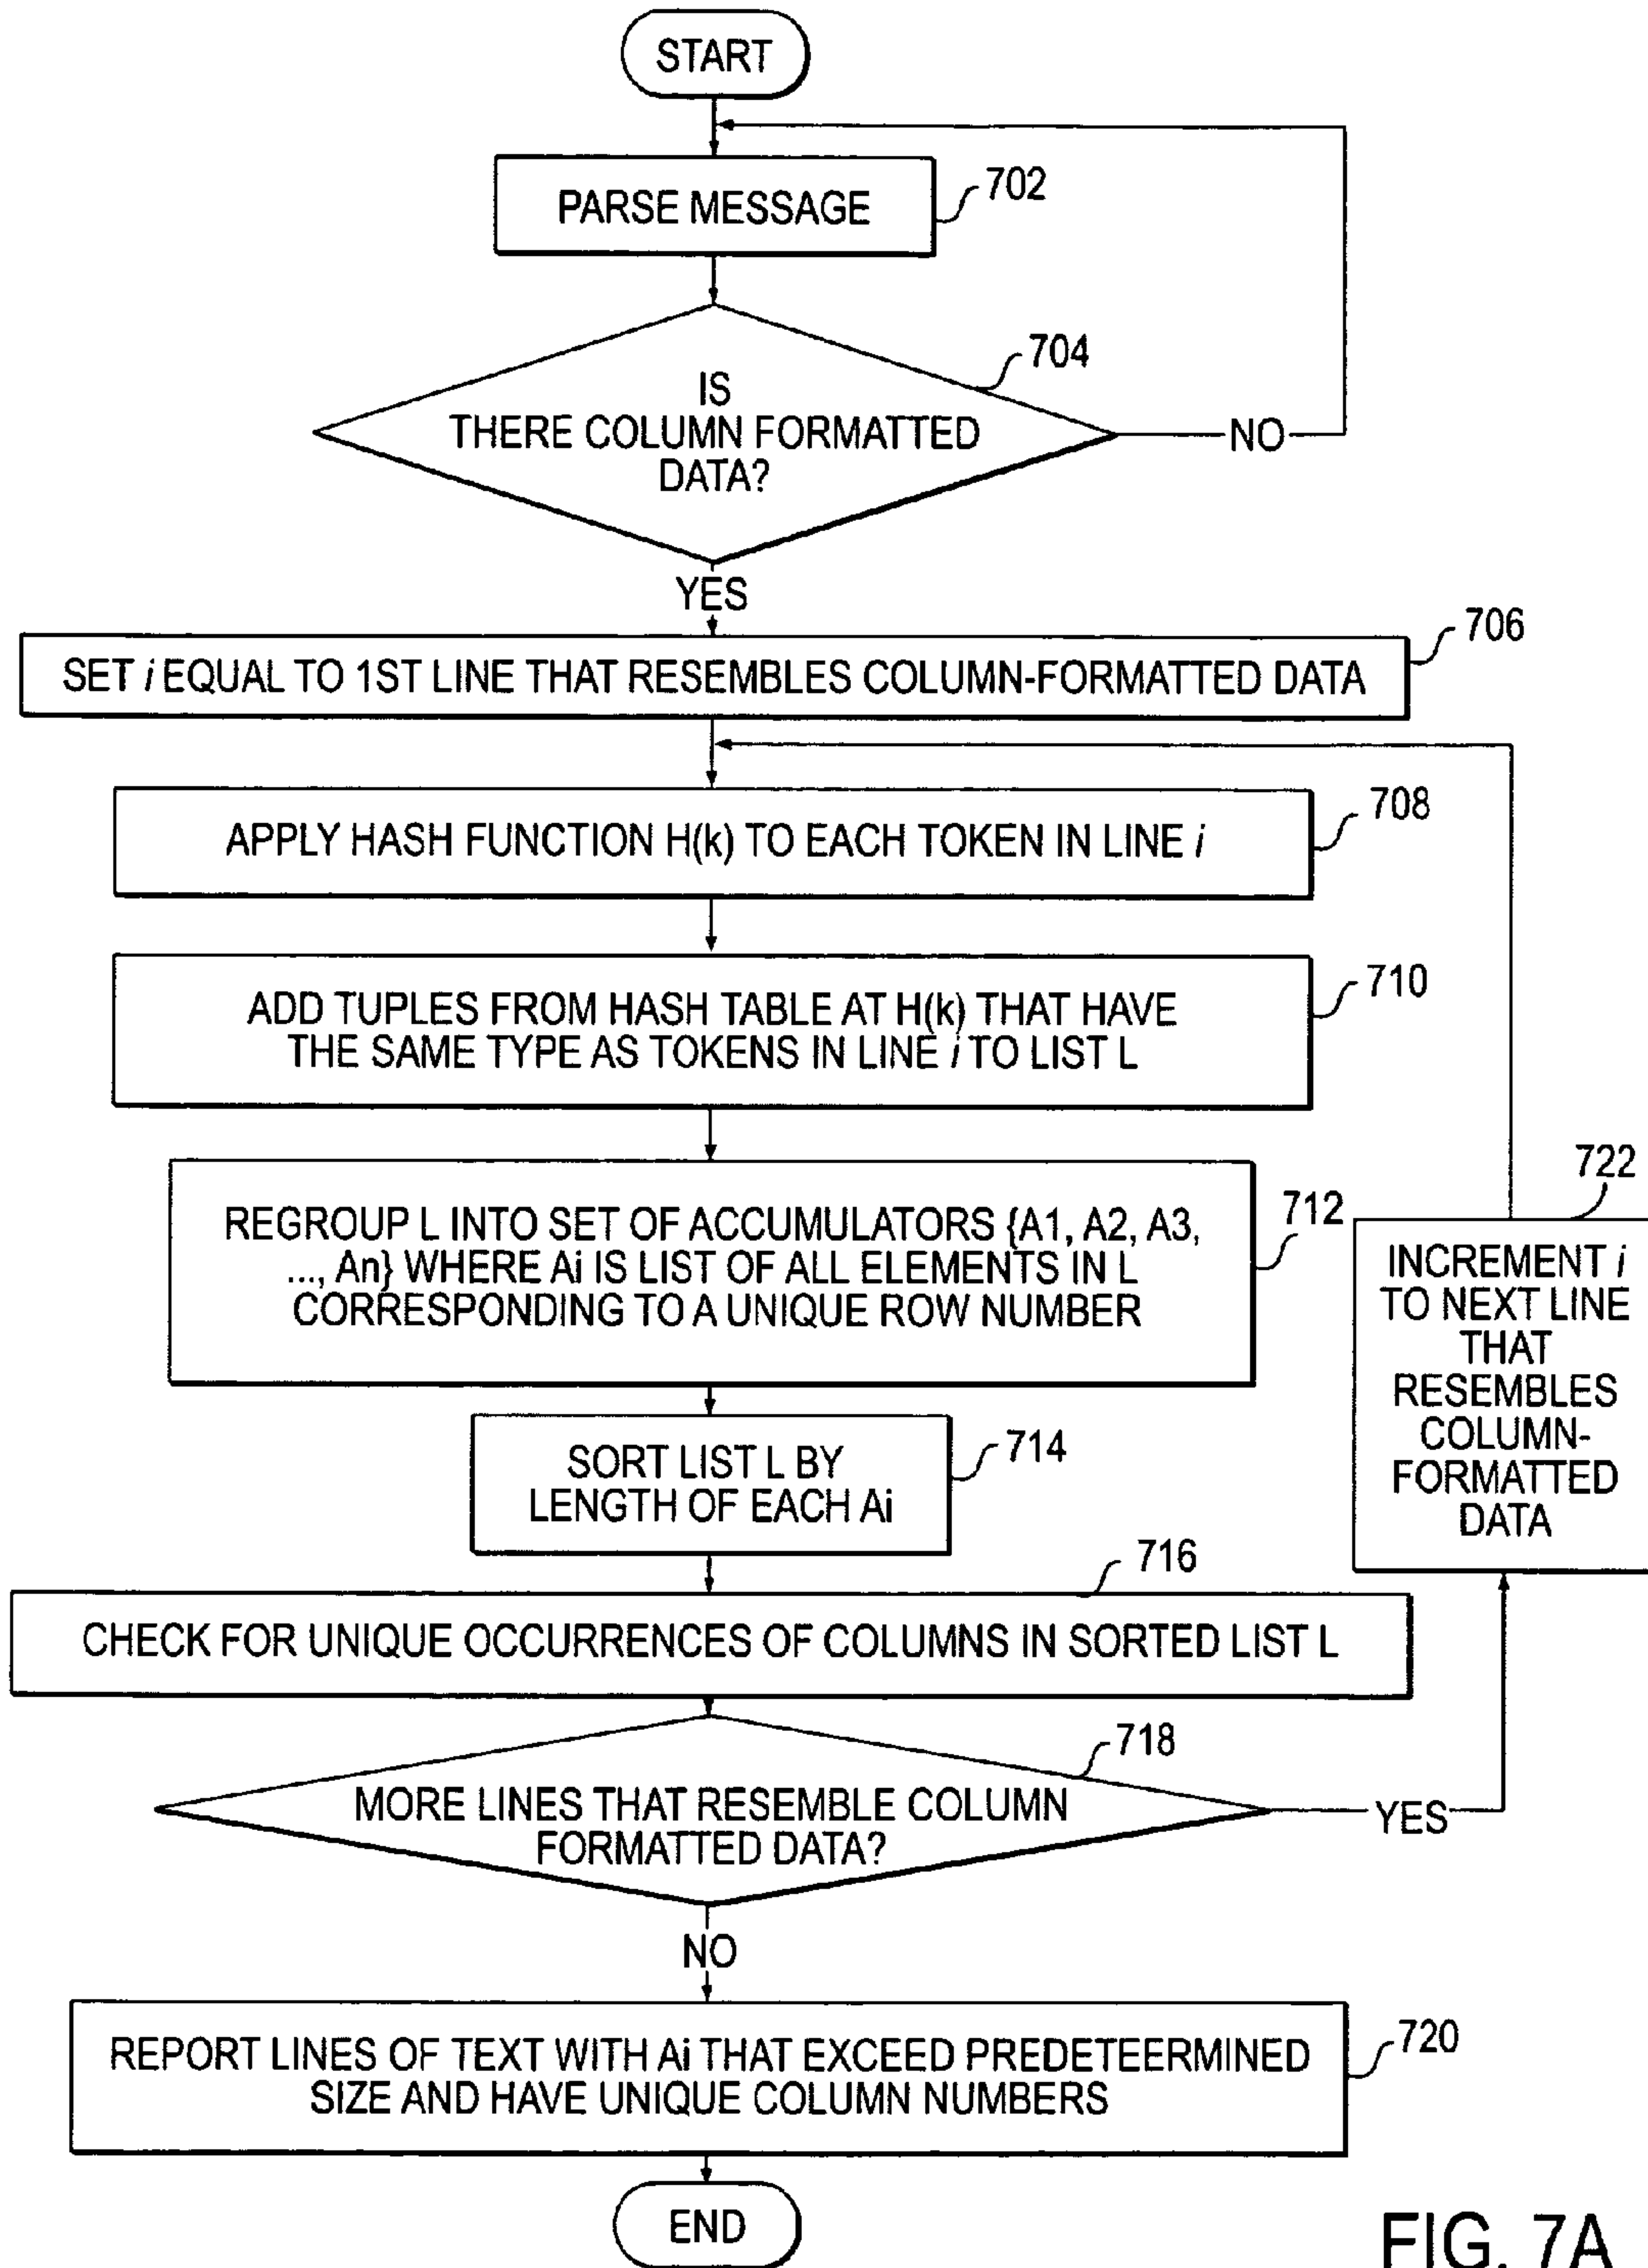 START
PARSE MESSAGE
702
IS
THERE COLUMN FORMATTED
DATA?
704
NO
YES
SET i EQUAL TO 1ST LINE THAT RESEMBLES COLUMN-FORMATTED DATA
706
APPLY HASH FUNCTION H(k) TO EACH TOKEN IN LINE i
708
ADD TUPLES FROM HASH TABLE AT H(k) THAT HAVE
THE SAME TYPE AS TOKENS IN LINE i TO LIST L
710
REGROUP L INTO SET OF ACCUMULATORS {A1, A2, A3,
..., An} WHERE Ai IS LIST OF ALL ELEMENTS IN L
CORRESPONDING TO A UNIQUE ROW NUMBER
712
SORT LIST L BY
LENGTH OF EACH Ai
714
CHECK FOR UNIQUE OCCURRENCES OF COLUMNS IN SORTED LIST L
716
MORE LINES THAT RESEMBLE COLUMN
FORMATTED DATA?
718
YES
722
INCREMENT i
TO NEXT LINE
THAT
RESEMBLES
COLUMN-
FORMATTED
DATA
NO
REPORT LINES OF TEXT WITH Ai THAT EXCEED PREDETEERMINED
SIZE AND HAVE UNIQUE COLUMN NUMBERS
720
END
FIG. 7A